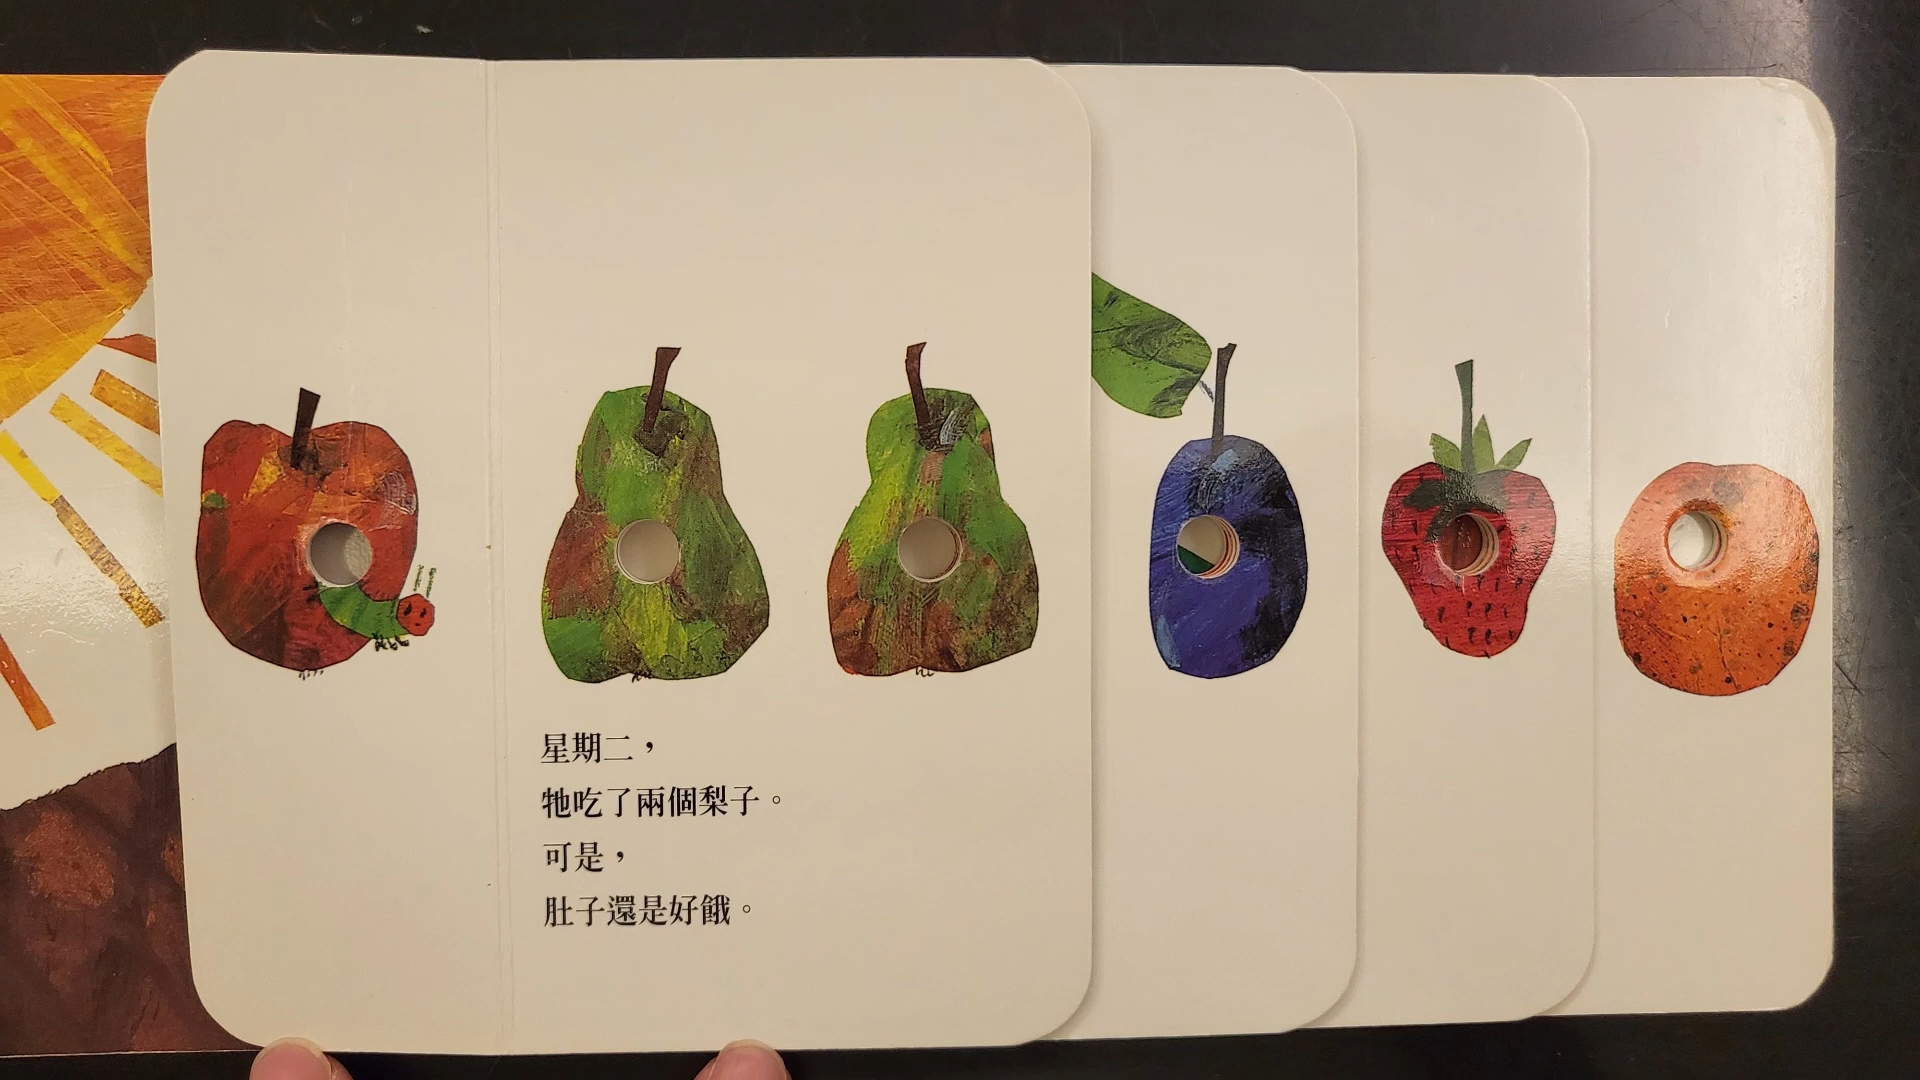 星期二，
牠吃了兩個梨子。
可是，
肚子還是好餓。